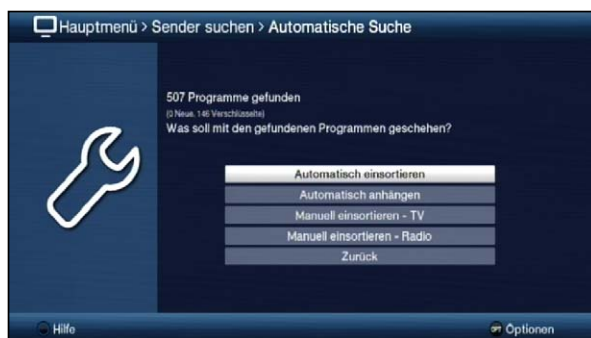 Hauptmenü > Sender suchen > Automatische Suche
507 Programme gefunden
(0 Neue, 146 Verschlüsselte)
Was soll mit den gefundenen Programmen geschehen?
Automatisch einsortieren
Automatisch anhängen
Manuell einsortieren - TV
Manuell einsortieren - Radio
Zurück
Hilfe
OPT Optionen